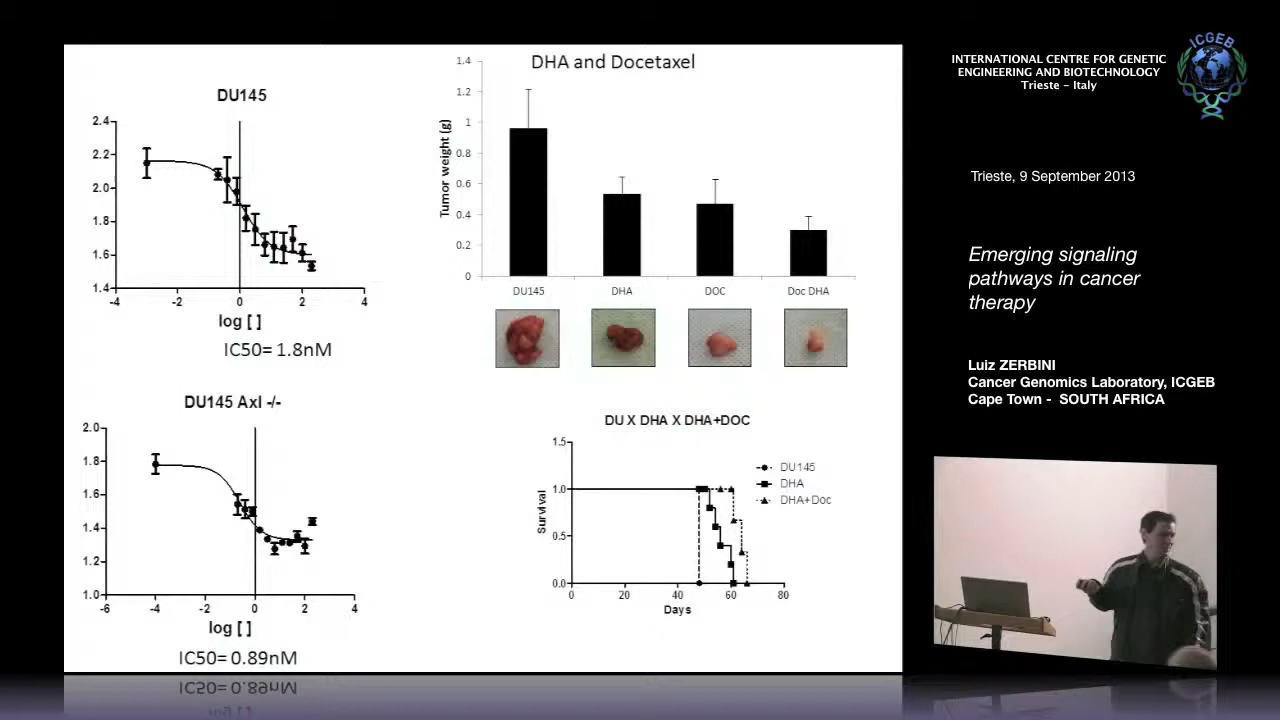 DU145
2.4
2.2
2.0
1.8
1.6
1.4
-4
-2
0
2
4
log [ ]
IC50= 1.8nM
DU145 Axl -/-
2.0
1.8
1.6
1.4
1.2
1.0
-6
-4
-2
0
2
4
log [ ]
IC50= 0.89nM
DHA and Docetaxel
Tumor weight (g)
1.4
1.2
1
0.8
0.6
0.4
0.2
0
DU145
DHA
DOC
Doc DHA
DU X DHA X DHA+DOC
Survival
1.5
1.0
0.5
0.0
0
20
40
60
80
Days
DU145
DHA
DHA+Doc
INTERNATIONAL CENTRE FOR GENETIC
ENGINEERING AND BIOTECHNOLOGY
Trieste – Italy
ICGEB
Trieste, 9 September 2013
Emerging signaling
pathways in cancer
therapy
Luiz ZERBINI
Cancer Genomics Laboratory, ICGEB
Cape Town - SOUTH AFRICA